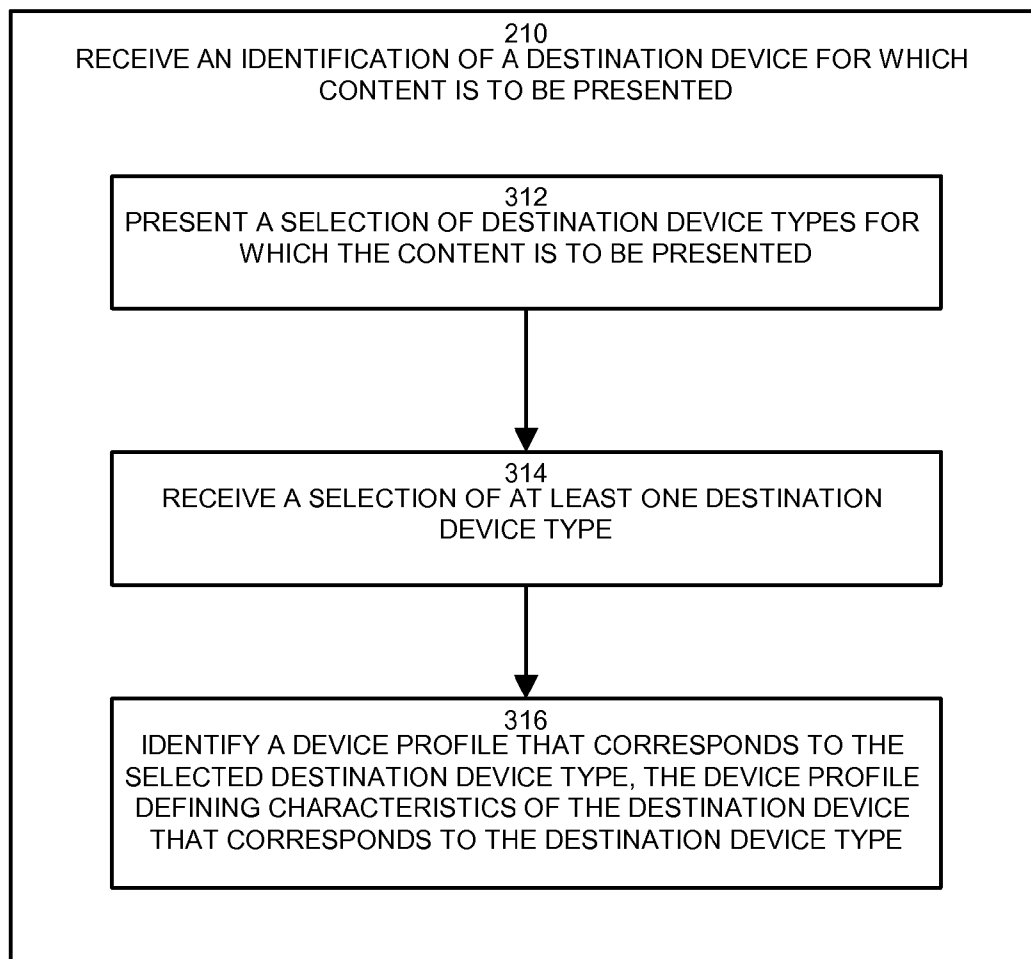 210
RECEIVE AN IDENTIFICATION OF A DESTINATION DEVICE FOR WHICH
CONTENT IS TO BE PRESENTED
312
PRESENT A SELECTION OF DESTINATION DEVICE TYPES FOR
WHICH THE CONTENT IS TO BE PRESENTED
314
RECEIVE A SELECTION OF AT LEAST ONE DESTINATION
DEVICE TYPE
316
IDENTIFY A DEVICE PROFILE THAT CORRESPONDS TO THE
SELECTED DESTINATION DEVICE TYPE, THE DEVICE PROFILE
DEFINING CHARACTERISTICS OF THE DESTINATION DEVICE
THAT CORRESPONDS TO THE DESTINATION DEVICE TYPE